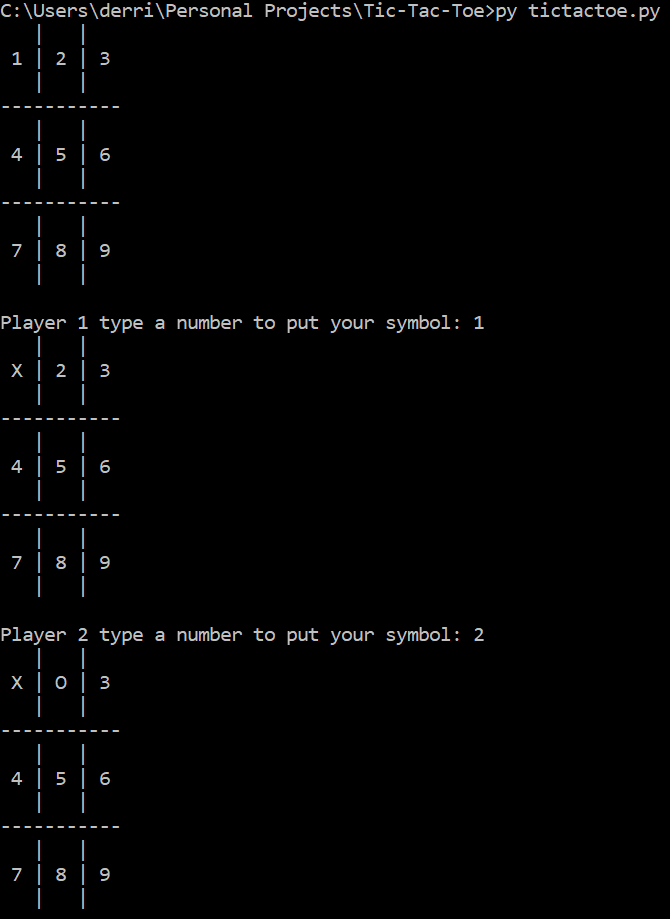 C:\Users\derri\Personal Projects\Tic-Tac-Toe>py tictactoe.py
   |   |
 1 | 2 | 3
   |   |
-----------
   |   |
 4 | 5 | 6
   |   |
-----------
   |   |
 7 | 8 | 9
   |   |

Player 1 type a number to put your symbol: 1
   |   |
 X | 2 | 3
   |   |
-----------
   |   |
 4 | 5 | 6
   |   |
-----------
   |   |
 7 | 8 | 9
   |   |

Player 2 type a number to put your symbol: 2
   |   |
 X | O | 3
   |   |
-----------
   |   |
 4 | 5 | 6
   |   |
-----------
   |   |
 7 | 8 | 9
   |   |